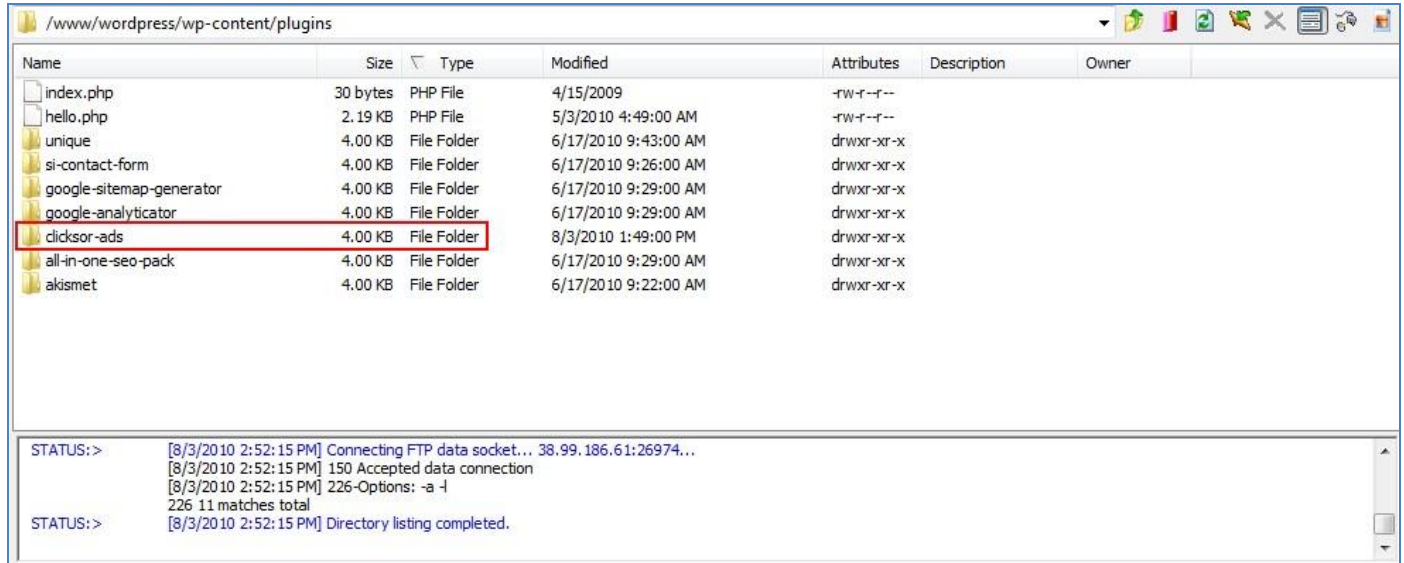 /www/wordpress/wp-content/plugins
Name Size Type Modified Attributes Description Owner
index.php 30 bytes PHP File 4/15/2009 -rw-r--r--
hello.php 2.19 KB PHP File 5/3/2010 4:49:00 AM -rw-r--r--
unique 4.00 KB File Folder 6/17/2010 9:43:00 AM drwxr-xr-x
si-contact-form 4.00 KB File Folder 6/17/2010 9:26:00 AM drwxr-xr-x
google-sitemap-generator 4.00 KB File Folder 6/17/2010 9:29:00 AM drwxr-xr-x
google-analyticator 4.00 KB File Folder 6/17/2010 9:29:00 AM drwxr-xr-x
clicksor-ads 4.00 KB File Folder 8/3/2010 1:49:00 PM drwxr-xr-x
all-in-one-seo-pack 4.00 KB File Folder 6/17/2010 9:29:00 AM drwxr-xr-x
akismet 4.00 KB File Folder 6/17/2010 9:22:00 AM drwxr-xr-x
STATUS:> [8/3/2010 2:52:15 PM] Connecting FTP data socket... 38.99.186.61:26974...
[8/3/2010 2:52:15 PM] 150 Accepted data connection
[8/3/2010 2:52:15 PM] 226-Options: -a -l
226 11 matches total
STATUS:> [8/3/2010 2:52:15 PM] Directory listing completed.